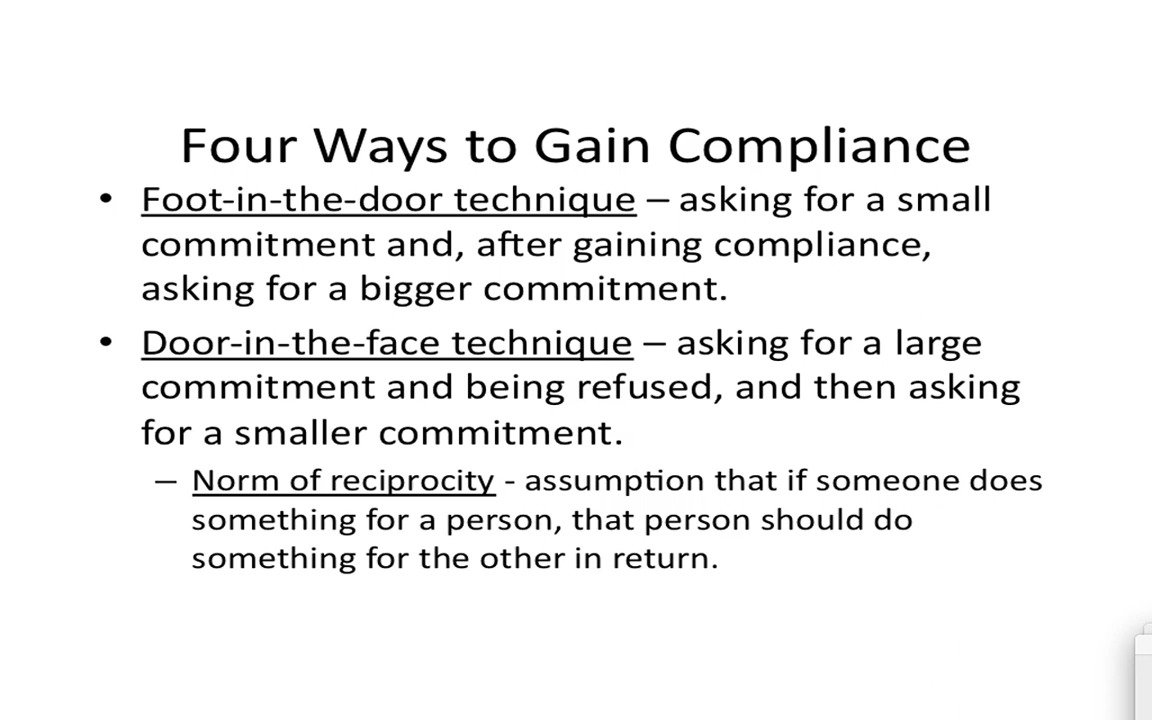 Four Ways to Gain Compliance
• Foot-in-the-door technique – asking for a small
commitment and, after gaining compliance,
asking for a bigger commitment.
• Door-in-the-face technique – asking for a large
commitment and being refused, and then asking
for a smaller commitment.
– Norm of reciprocity - assumption that if someone does
something for a person, that person should do
something for the other in return.